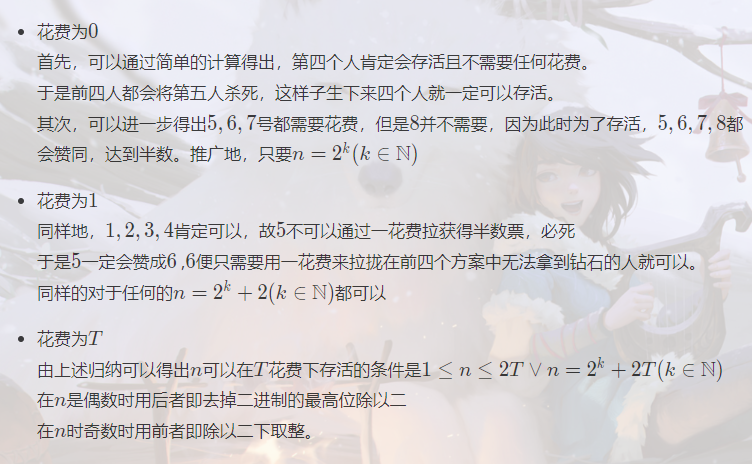 • 花费为0
首先，可以通过简单的计算得出，第四个人肯定会存活且不需要任何花费。
于是前四人都会将第五人杀死，这样子生下来四个人就一定可以存活。
其次，可以进一步得出5, 6, 7号都需要花费，但是8并不需要，因为此时为了存活，5, 6, 7, 8都
会赞同，达到半数。推广地，只要n = 2^k(k ∈ ℕ)
• 花费为1
同样地，1, 2, 3, 4肯定可以，故5不可以通过一花费拉获得半数票，必死
于是5一定会赞成6 ,6便只需要用一花费来拉拢在前四个方案中无法拿到钻石的人就可以。
同样的对于任何的n = 2^k + 2(k ∈ ℕ)都可以
• 花费为T
由上述归纳可以得出n可以在T花费下存活的条件是1 ≤ n ≤ 2T ∨ n = 2^k + 2T(k ∈ ℕ)
在n是偶数时用后者即去掉二进制的最高位除以二
在n时奇数时用前者即除以二下取整。